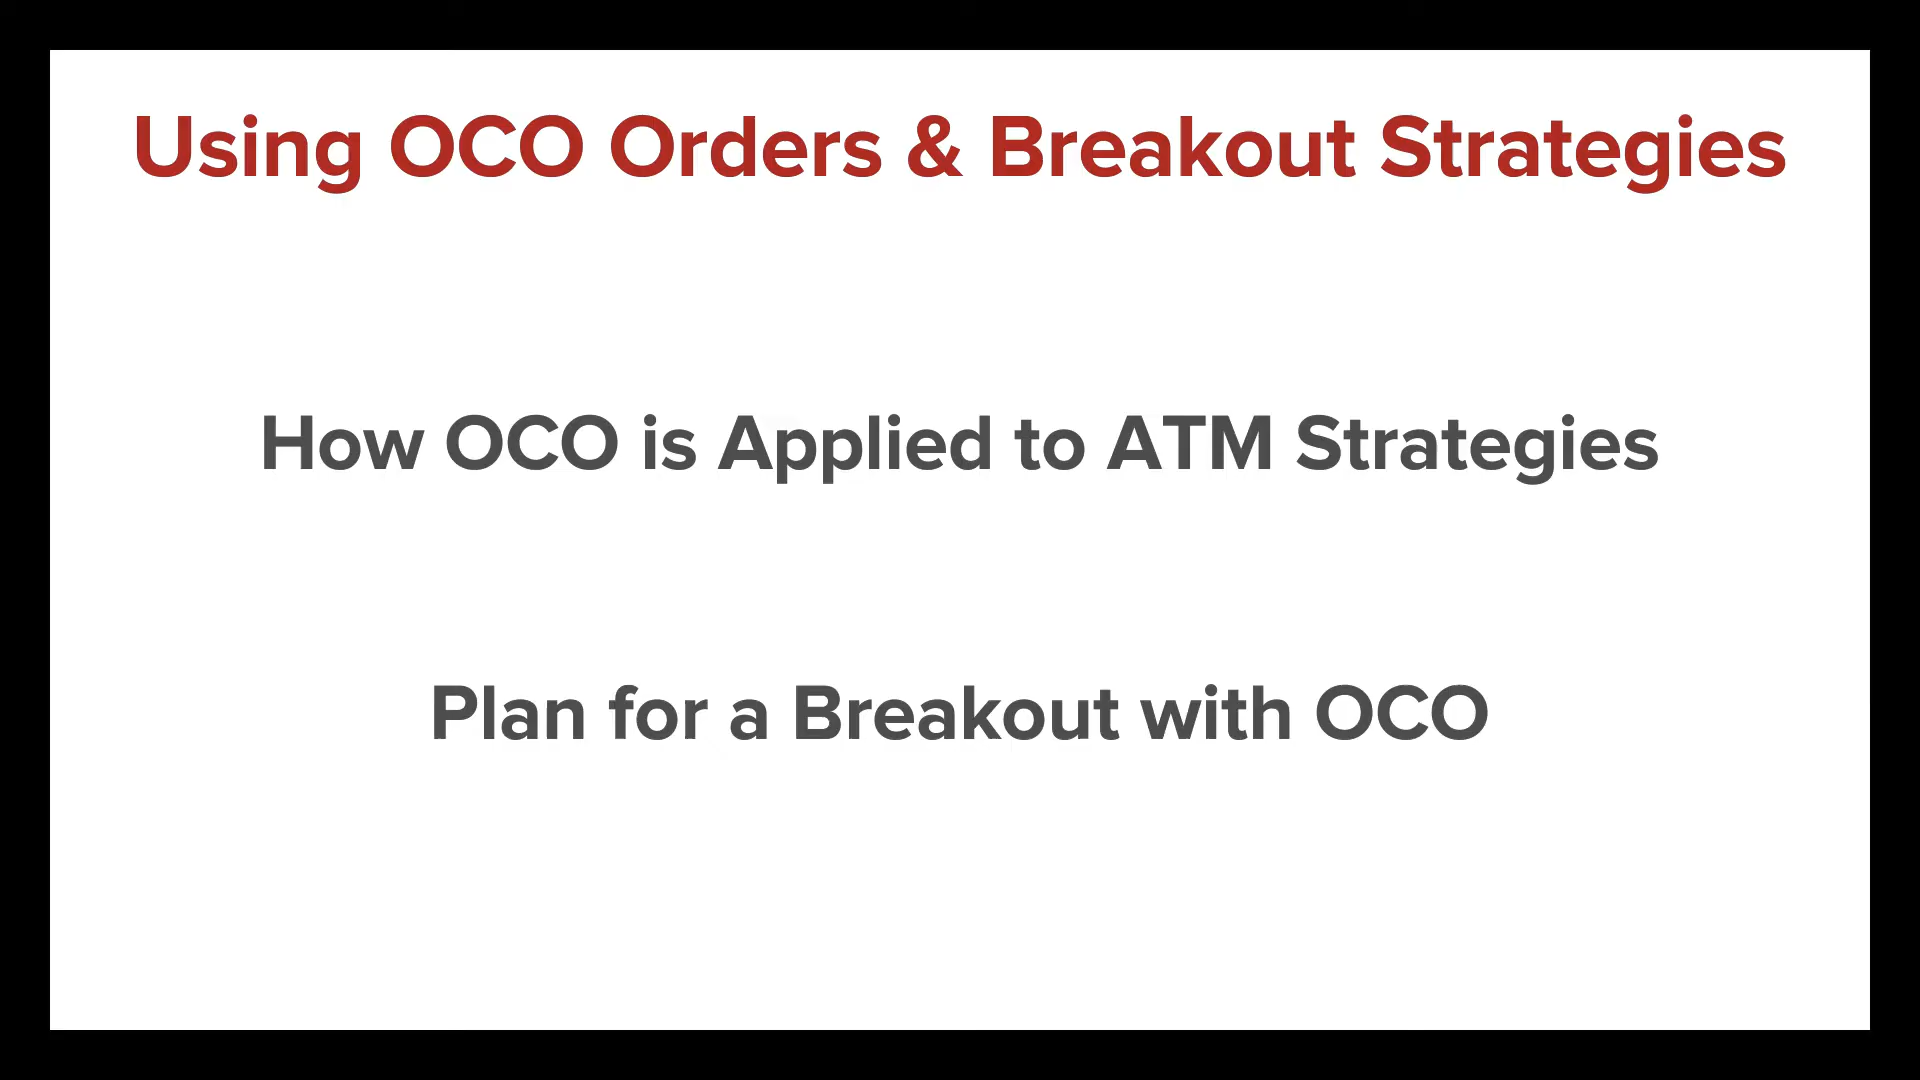 Using OCO Orders & Breakout Strategies
How OCO is Applied to ATM Strategies
Plan for a Breakout with OCO